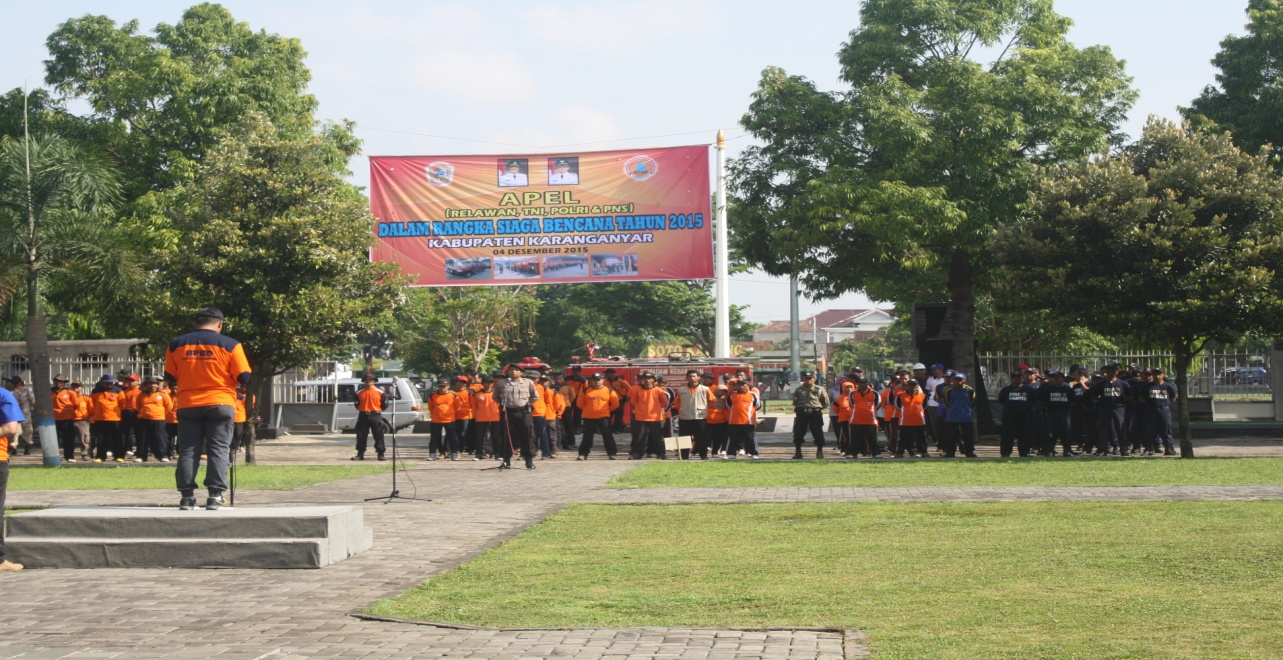 APEL
(RELAWAN, TNI, POLRI & PNS)
DALAM RANGKA SIAGA BENCANA TAHUN 2015
KABUPATEN KARANGANYAR
04 DESEMBER 2015
BPBD